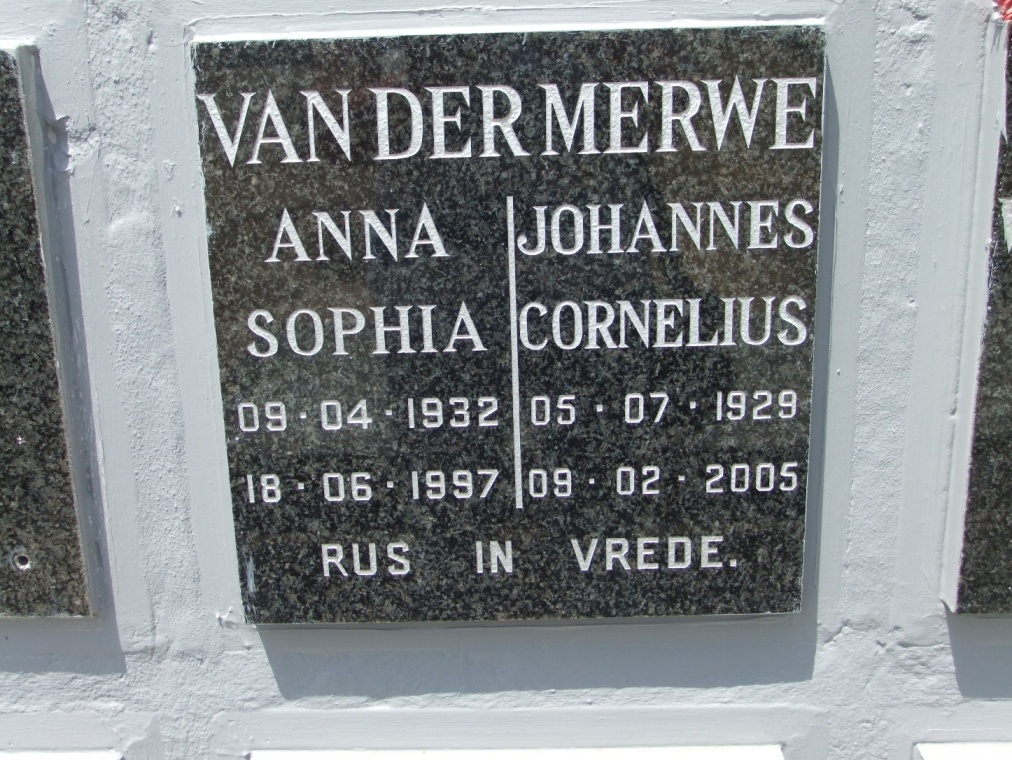 VAN DER MERWE
ANNA
SOPHIA
09 · 04 · 1932
18 · 06 · 1997
JOHANNES
CORNELIUS
05 · 07 · 1929
09 · 02 · 2005
RUS IN VREDE.